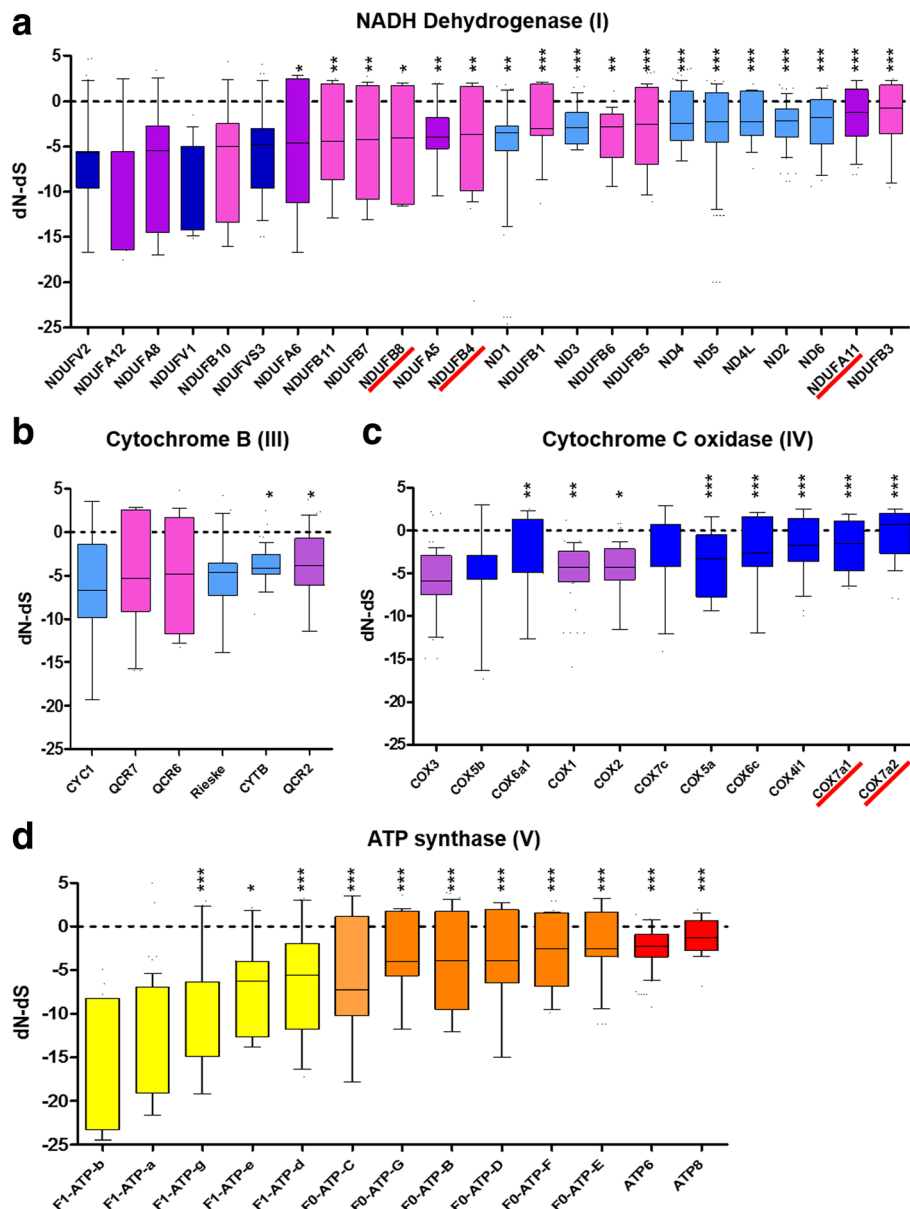 a
NADH Dehydrogenase (I)
dN-dS
5
0
-5
-10
-15
-20
-25
* ** ** * ** ** ** *** *** ** *** *** *** *** *** *** *** ***
NDUFV2 NDUFA12 NDUFA8 NDUFV1 NDUFB10 NDUFVS3 NDUFA6 NDUFB11 NDUFB7 NDUFB8 NDUFA5 NDUFB4 ND1 NDUFB1 ND3 NDUFB6 NDUFB5 ND4 ND5 ND4L ND2 ND6 NDUFA11 NDUFB3
b
Cytochrome B (III)
dN-dS
5
0
-5
-10
-15
-20
-25
* *
CYC1 QCR7 QCR6 Rieske CYTB QCR2
c
Cytochrome C oxidase (IV)
dN-dS
5
0
-5
-10
-15
-20
-25
** ** * *** *** *** *** ***
COX3 COX5b COX6a1 COX1 COX2 COX7c COX5a COX6c COX4i1 COX7a1 COX7a2
d
ATP synthase (V)
dN-dS
5
0
-5
-10
-15
-20
-25
*** * *** *** *** *** *** *** *** *** ***
F1-ATP-b F1-ATP-a F1-ATP-g F1-ATP-e F1-ATP-d F0-ATP-C F0-ATP-G F0-ATP-B F0-ATP-D F0-ATP-F F0-ATP-E ATP6 ATP8